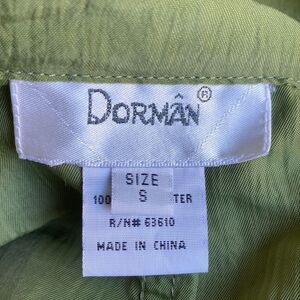 DORMÂN®
SIZE
S
100 TER
R/N# 63610
MADE IN CHINA